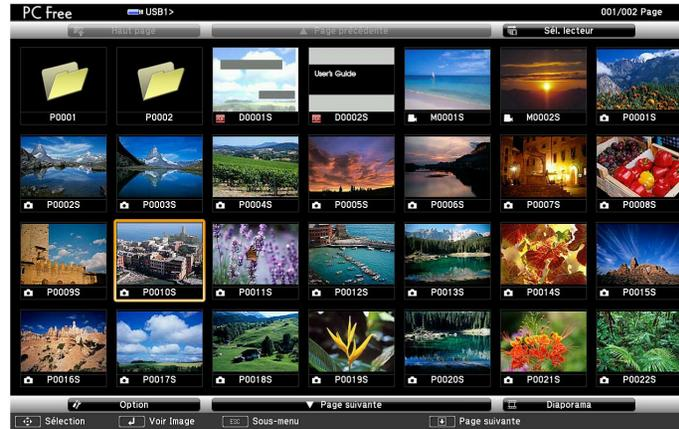 PC Free USB1> 001/002 Page
Haut page Page précédente Sél. lecteur
P0001 P0002 D0001S D0002S M0001S M0002S P0001S
User's Guide
P0002S P0003S P0004S P0005S P0006S P0007S P0008S
P0009S P0010S P0011S P0012S P0013S P0014S P0015S
P0016S P0017S P0018S P0019S P0020S P0021S P0022S
Option Page suivante Diaporama
Sélection Voir Image ESC Sous-menu Page suivante